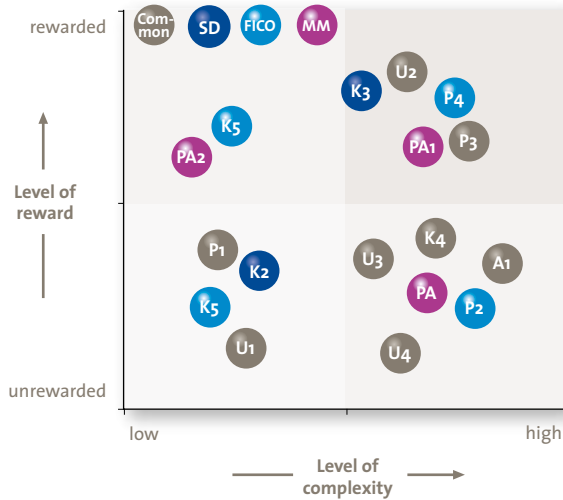 rewarded
Com-
mon
SD
FICO
MM
U2
K3
P4
K5
P3
PA1
PA2
Level of
reward
K4
P1
U3
A1
K2
PA
K5
P2
U1
U4
unrewarded
low
high
Level of
complexity